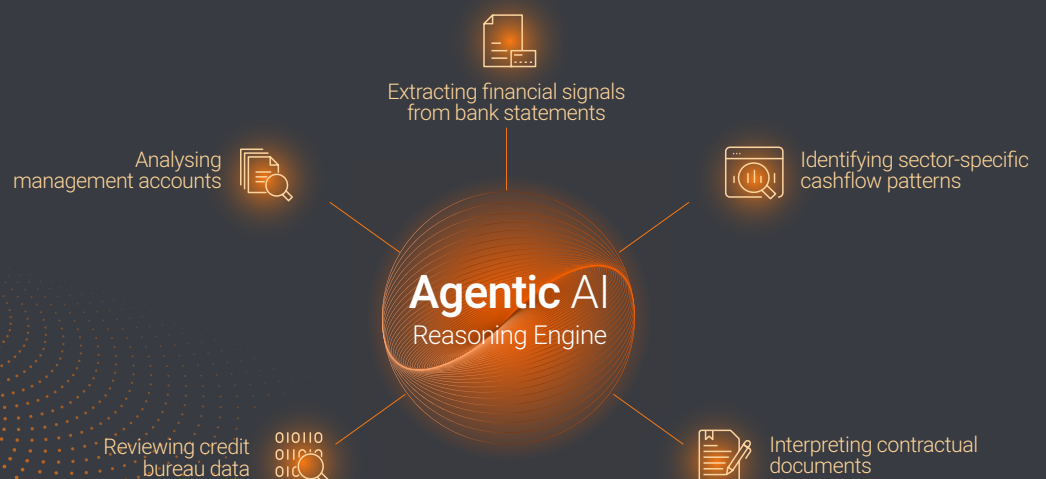 Extracting financial signals
from bank statements
Analysing
management accounts
Identifying sector-specific
cashflow patterns
Agentic AI
Reasoning Engine
Reviewing credit
bureau data
010110
Interpreting contractual
documents